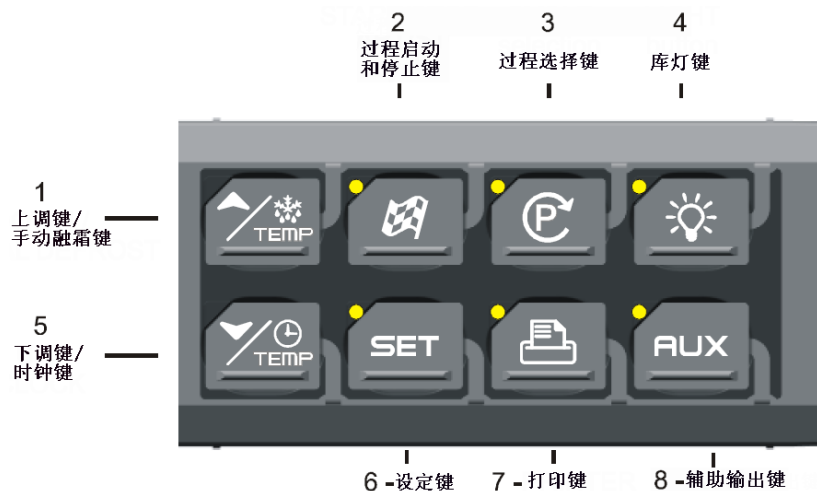 2
过程启动
和停止键
3
过程选择键
4
库灯键
1
上调键/
手动融霜键
TEMP
P
5
下调键/
时钟键
TEMP
SET
AUX
6 -设定键
7 -打印键
8 -辅助输出键